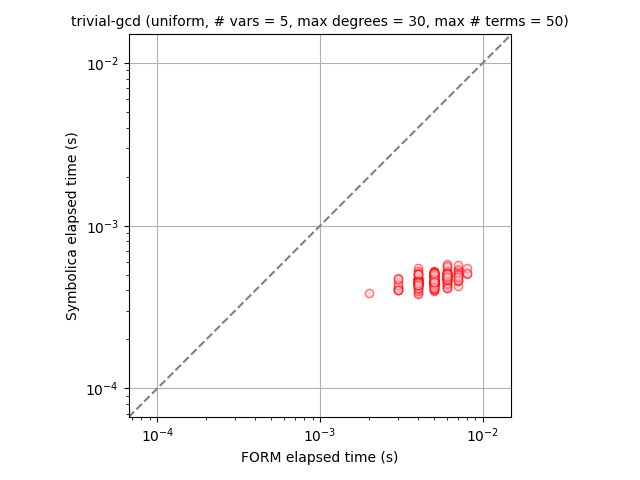 trivial-gcd (uniform, # vars = 5, max degrees = 30, max # terms = 50)
Symbolica elapsed time (s)
10⁻²
10⁻³
10⁻⁴
10⁻⁴ 10⁻³ 10⁻²
FORM elapsed time (s)